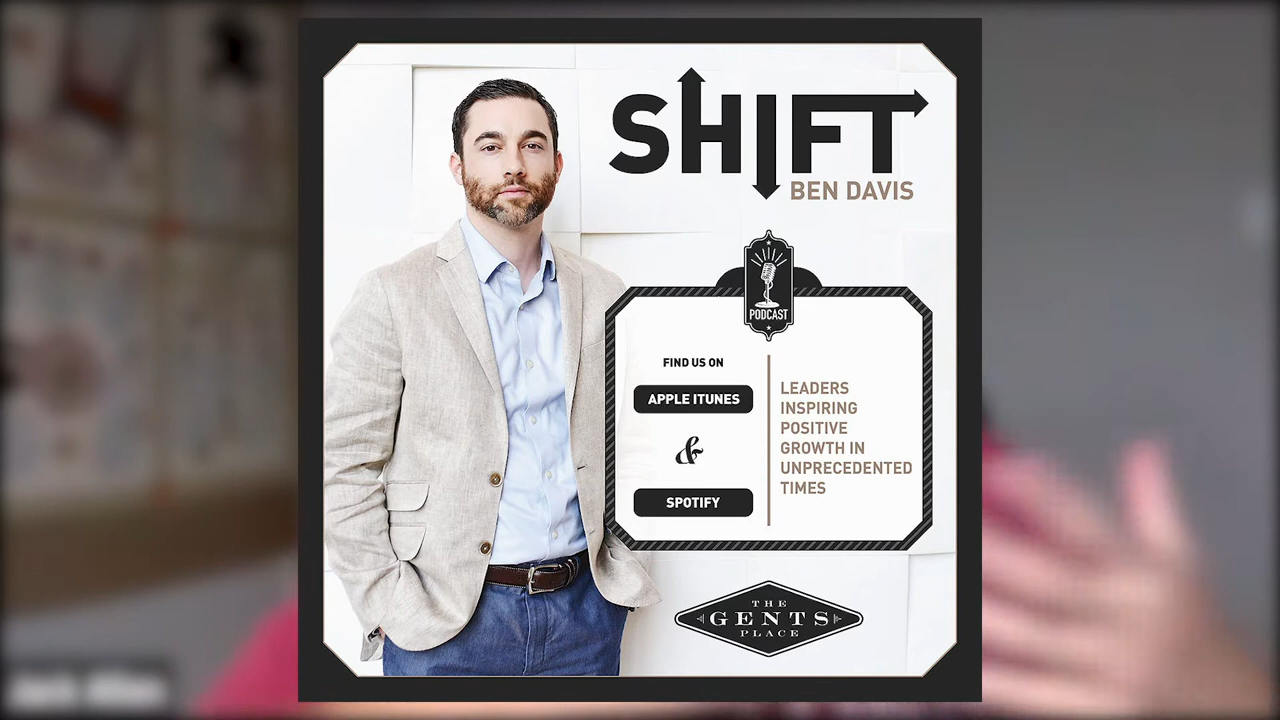 SHIFT
BEN DAVIS
PODCAST
FIND US ON
APPLE ITUNES
&
SPOTIFY
LEADERS
INSPIRING
POSITIVE
GROWTH IN
UNPRECEDENTED
TIMES
THE
GENTS
PLACE